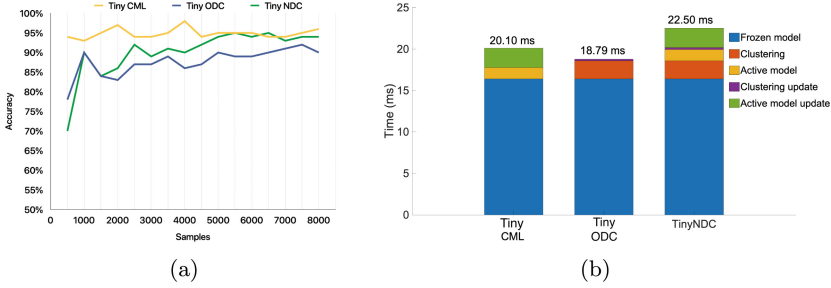 Tiny CML Tiny ODC Tiny NDC
100%
95%
90%
85%
80%
75%
70%
65%
60%
55%
50%
Accuracy
0 1000 2000 3000 4000 5000 6000 7000 8000
Samples
(a)
25
20
15
10
5
0
Time (ms)
20.10 ms
18.79 ms
22.50 ms
Frozen model
Clustering
Active model
Clustering update
Active model update
Tiny
CML
Tiny
ODC
TinyNDC
(b)